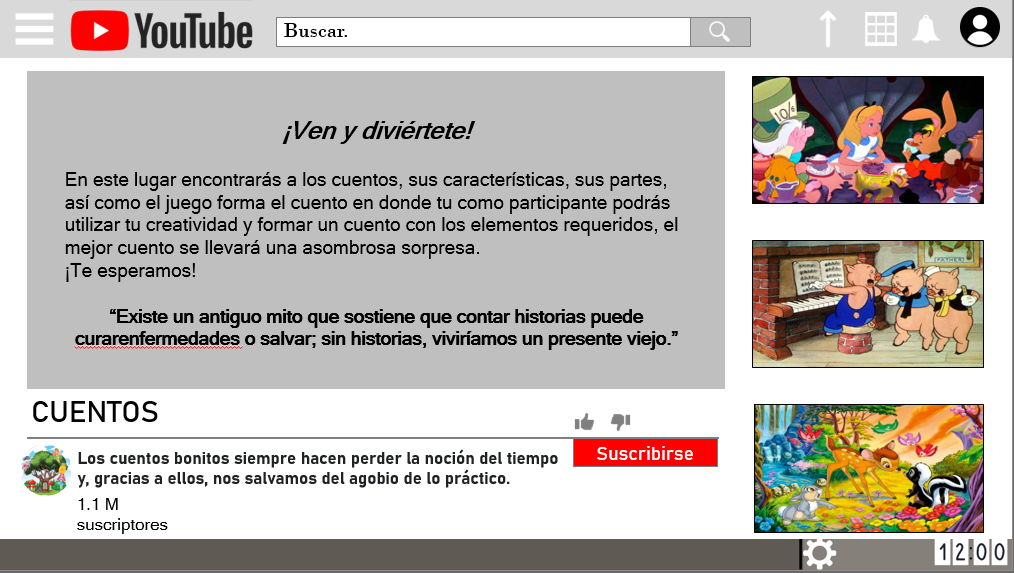 YouTube
Buscar.
¡Ven y diviértete!
En este lugar encontrarás a los cuentos, sus características, sus partes,
así como el juego forma el cuento en donde tu como participante podrás
utilizar tu creatividad y formar un cuento con los elementos requeridos, el
mejor cuento se llevará una asombrosa sorpresa.
¡Te esperamos!
“Existe un antiguo mito que sostiene que contar historias puede
curarenfermedades o salvar; sin historias, viviríamos un presente viejo.”
10/6
FATHER
CUENTOS
Los cuentos bonitos siempre hacen perder la noción del tiempo
y, gracias a ellos, nos salvamos del agobio de lo práctico.
Suscribirse
1.1 M
suscriptores
12:00